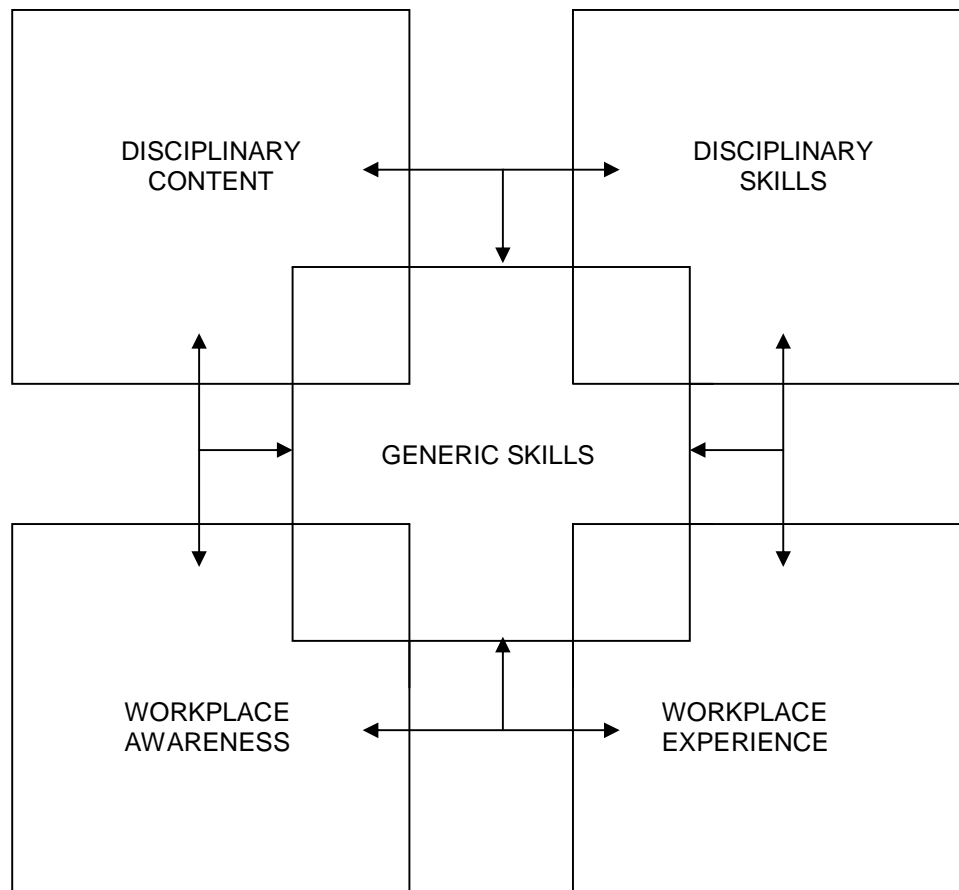 DISCIPLINARY
CONTENT
DISCIPLINARY
SKILLS
GENERIC SKILLS
WORKPLACE
AWARENESS
WORKPLACE
EXPERIENCE